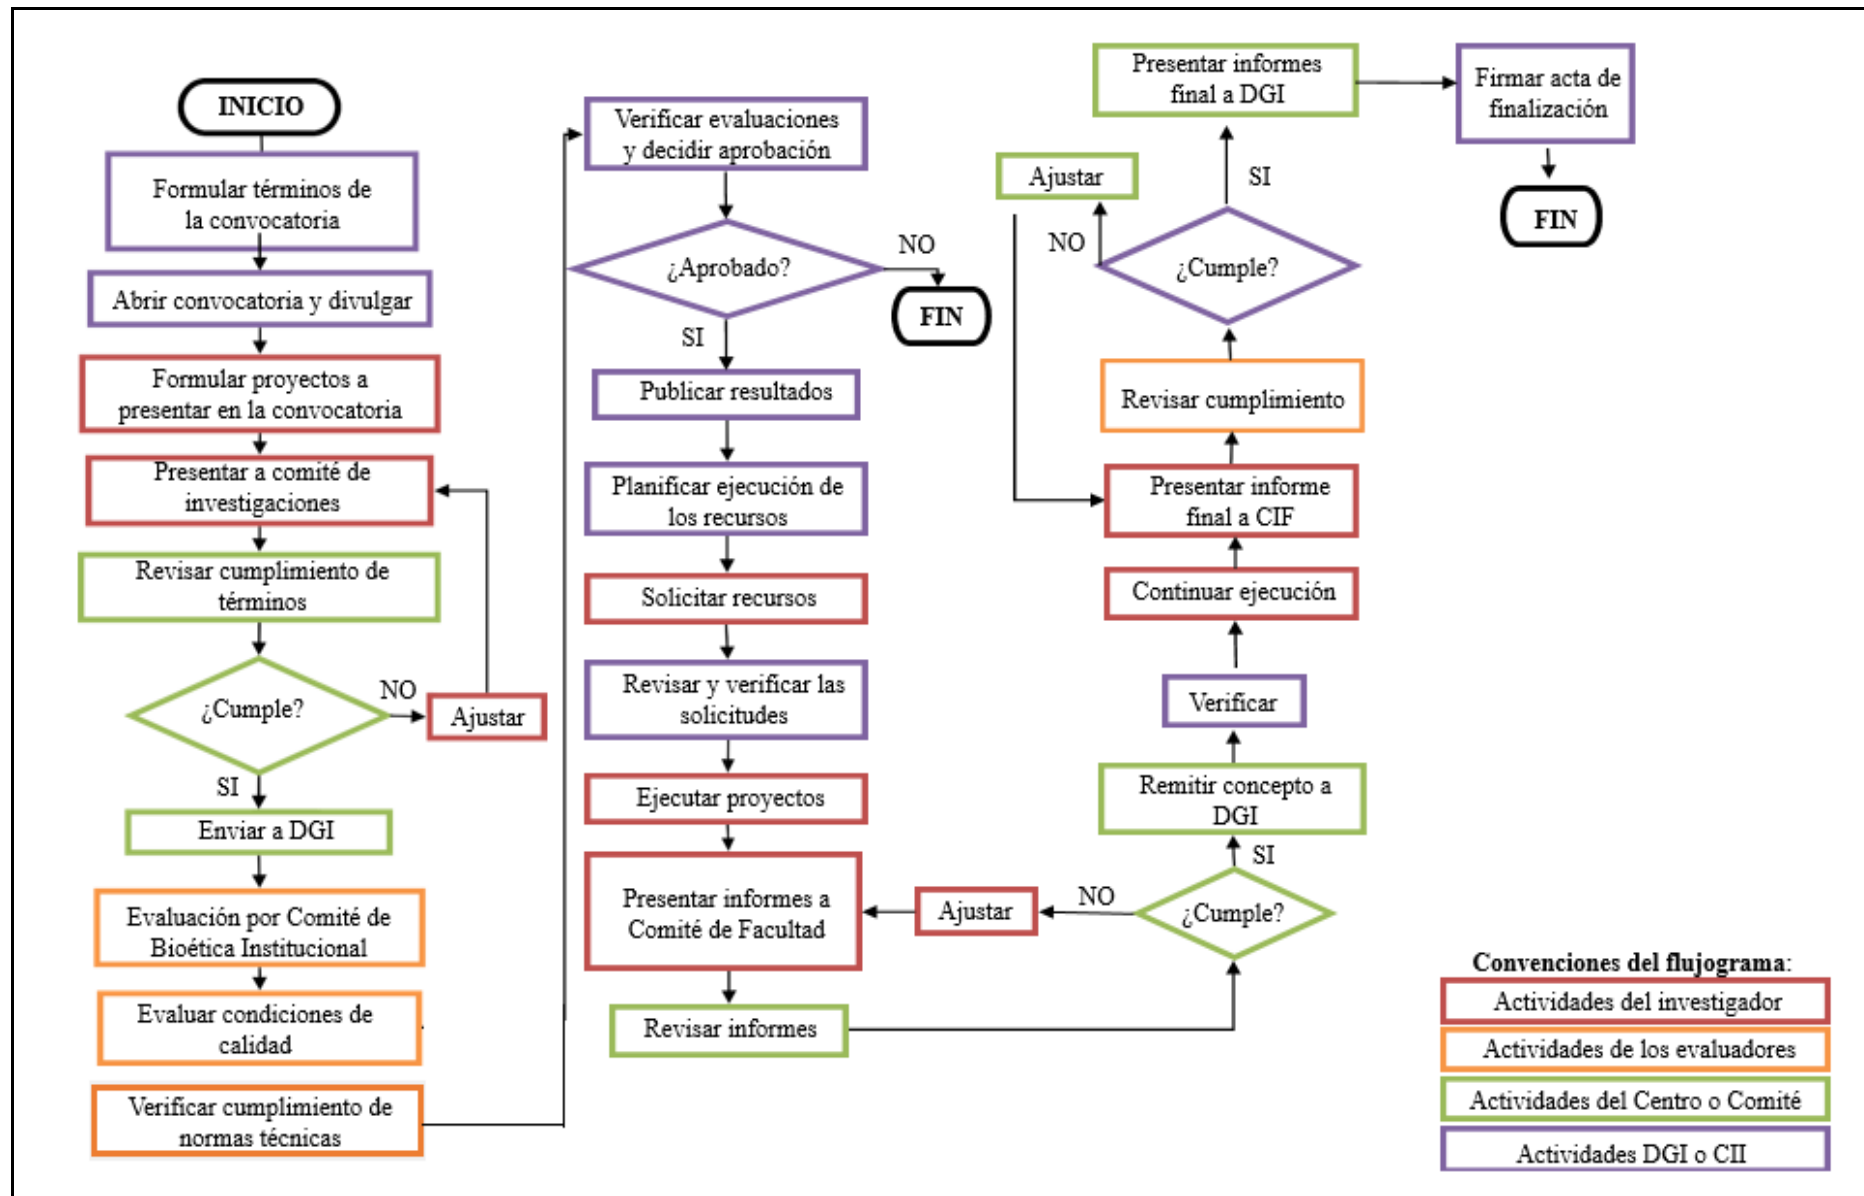 INICIO
Formular términos de
la convocatoria
Abrir convocatoria y divulgar
Formular proyectos a
presentar en la convocatoria
Presentar a comité de
investigaciones
Revisar cumplimiento de
términos
¿Cumple?
NO
Ajustar
SI
Enviar a DGI
Evaluación por Comité de
Bioética Institucional
Evaluar condiciones de
calidad
Verificar cumplimiento de
normas técnicas
Verificar evaluaciones
y decidir aprobación
¿Aprobado?
NO
FIN
SI
Publicar resultados
Planificar ejecución de
los recursos
Solicitar recursos
Revisar y verificar las
solicitudes
Ejecutar proyectos
Presentar informes a
Comité de Facultad
Revisar informes
Ajustar
NO
¿Cumple?
SI
Remitir concepto a
DGI
Verificar
Continuar ejecución
Presentar informe
final a CIF
Revisar cumplimiento
¿Cumple?
NO
Ajustar
SI
Presentar informes
final a DGI
Firmar acta de
finalización
FIN
Convenciones del flujograma:
Actividades del investigador
Actividades de los evaluadores
Actividades del Centro o Comité
Actividades DGI o CII